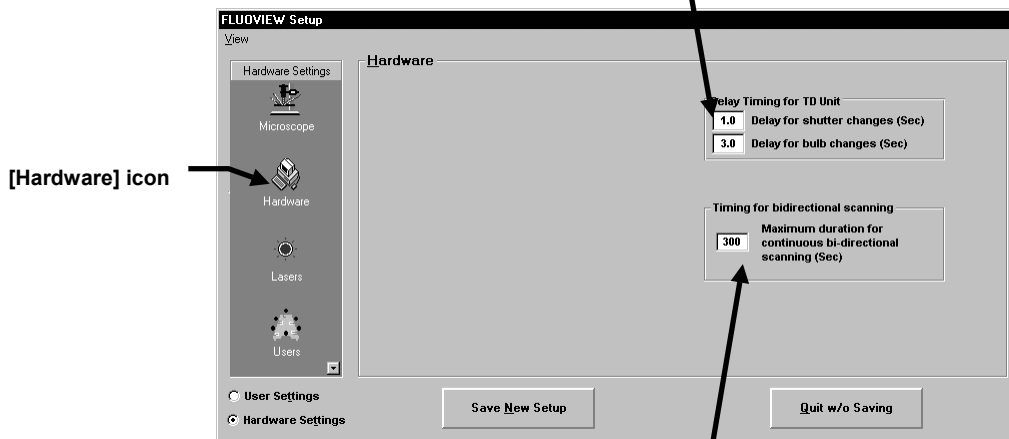 FLUOVIEW Setup
View
Hardware Settings
Microscope
Hardware
Lasers
Users
[Hardware] icon
Hardware
Delay Timing for TD Unit
1.0 Delay for shutter changes (Sec)
3.0 Delay for bulb changes (Sec)
Timing for bidirectional scanning
300 Maximum duration for
continuous bi-directional
scanning (Sec)
User Settings
Hardware Settings
Save New Setup
Quit w/o Saving